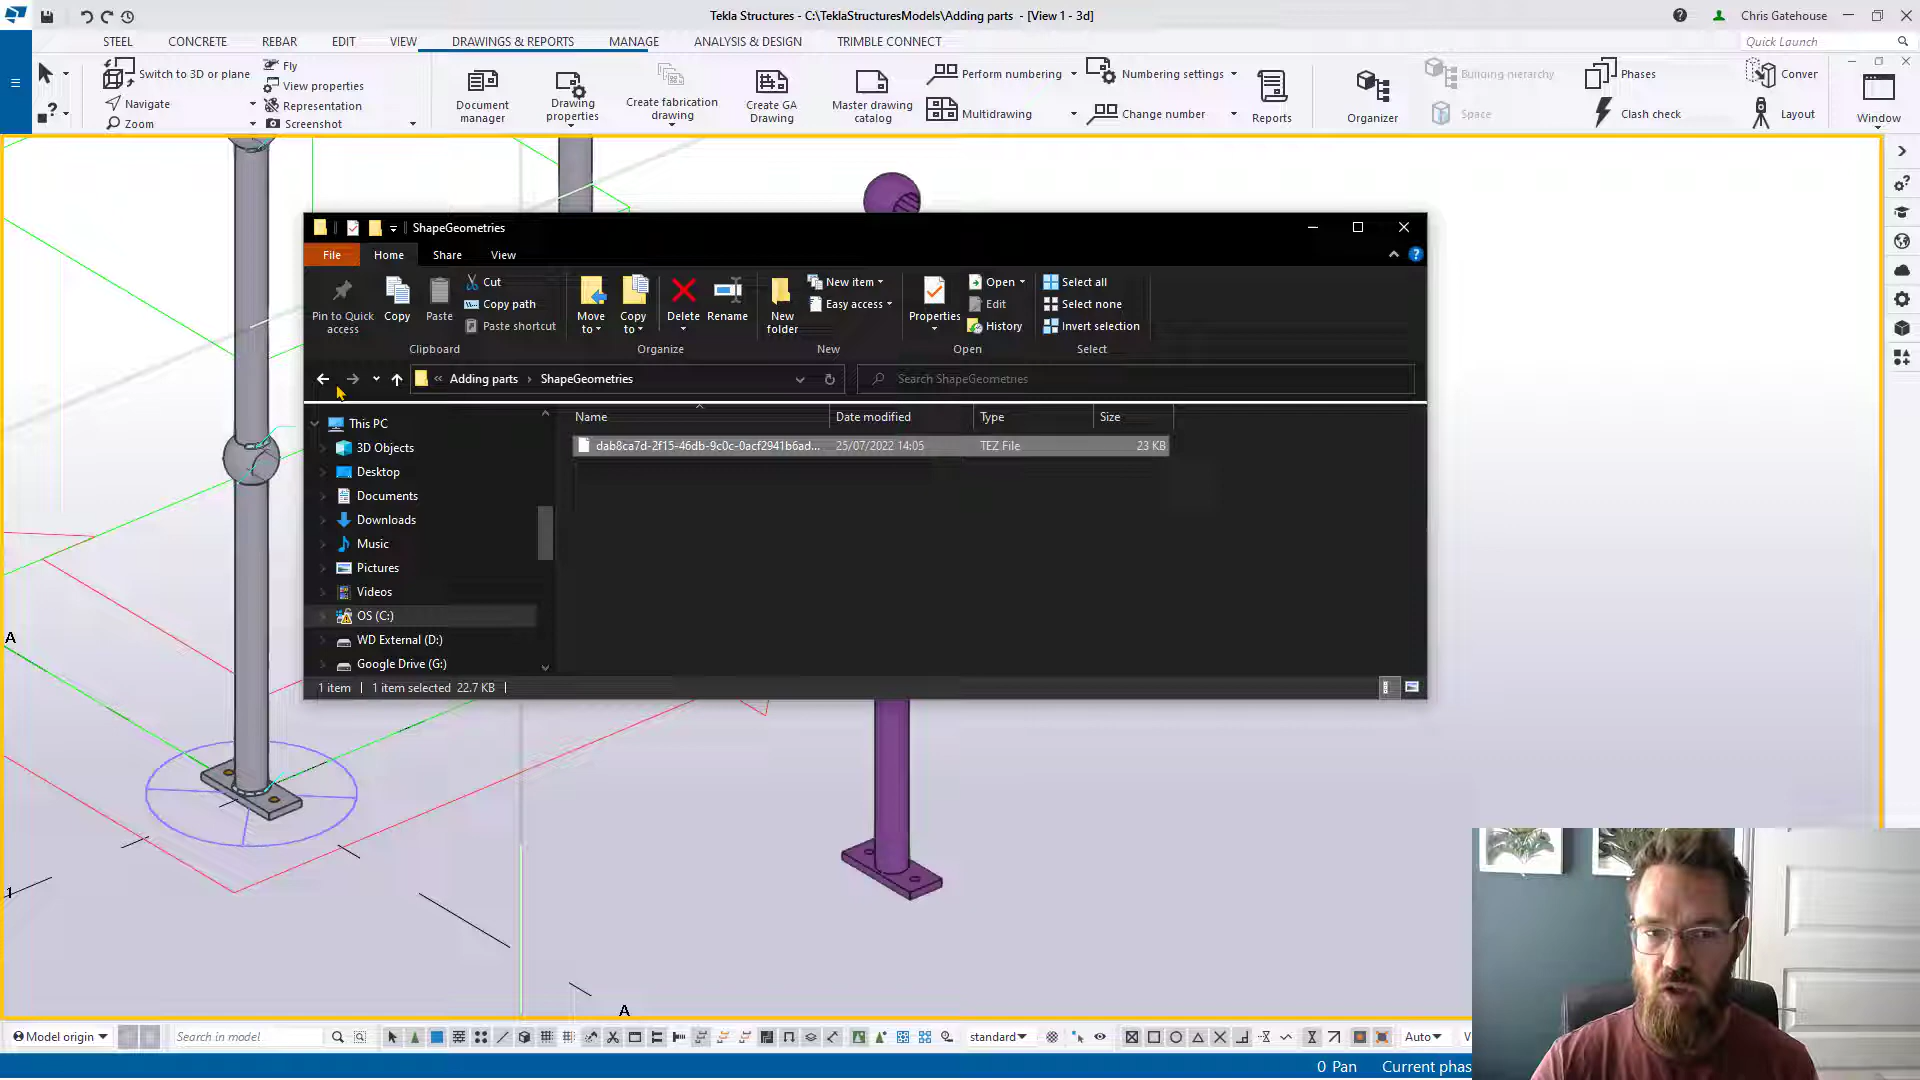 Tekla Structures - C:\TeklaStructuresModels\Adding parts - [View 1 - 3d]
Chris Gatehouse
STEEL CONCRETE REBAR EDIT VIEW DRAWINGS & REPORTS MANAGE ANALYSIS & DESIGN TRIMBLE CONNECT
Quick Launch
Switch to 3D or plane
Navigate
Zoom
Fly
View properties
Representation
Screenshot
Document manager
Drawing properties
Create fabrication drawing
Create GA Drawing
Master drawing catalog
Perform numbering
Multidrawing
Numbering settings
Change number
Reports
Organizer
Building hierarchy
Space
Phases
Clash check
Conver
Layout
Window
ShapeGeometries
File Home Share View
Pin to Quick access
Copy
Paste
Cut
Copy path
Paste shortcut
Clipboard
Move to
Copy to
Delete
Rename
Organize
New folder
New item
Easy access
New
Properties
Open
Edit
History
Open
Select all
Select none
Invert selection
Select
« Adding parts › ShapeGeometries
Search ShapeGeometries
This PC
3D Objects
Desktop
Documents
Downloads
Music
Pictures
Videos
OS (C:)
WD External (D:)
Google Drive (G:)
Name Date modified Type Size
dab8ca7d-2f15-46db-9c0c-0acf2941b6ad... 25/07/2022 14:05 TEZ File 23 KB
1 item 1 item selected 22.7 KB
A
1
A
Model origin
Search in model
standard
Auto
V
0 Pan
Current phas